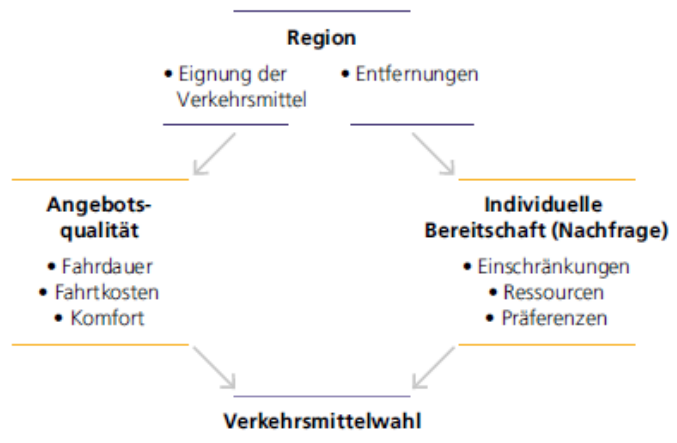 Region
• Eignung der
Verkehrsmittel
• Entfernungen
Angebots-
qualität
• Fahrdauer
• Fahrtkosten
• Komfort
Individuelle
Bereitschaft (Nachfrage)
• Einschränkungen
• Ressourcen
• Präferenzen
Verkehrsmittelwahl